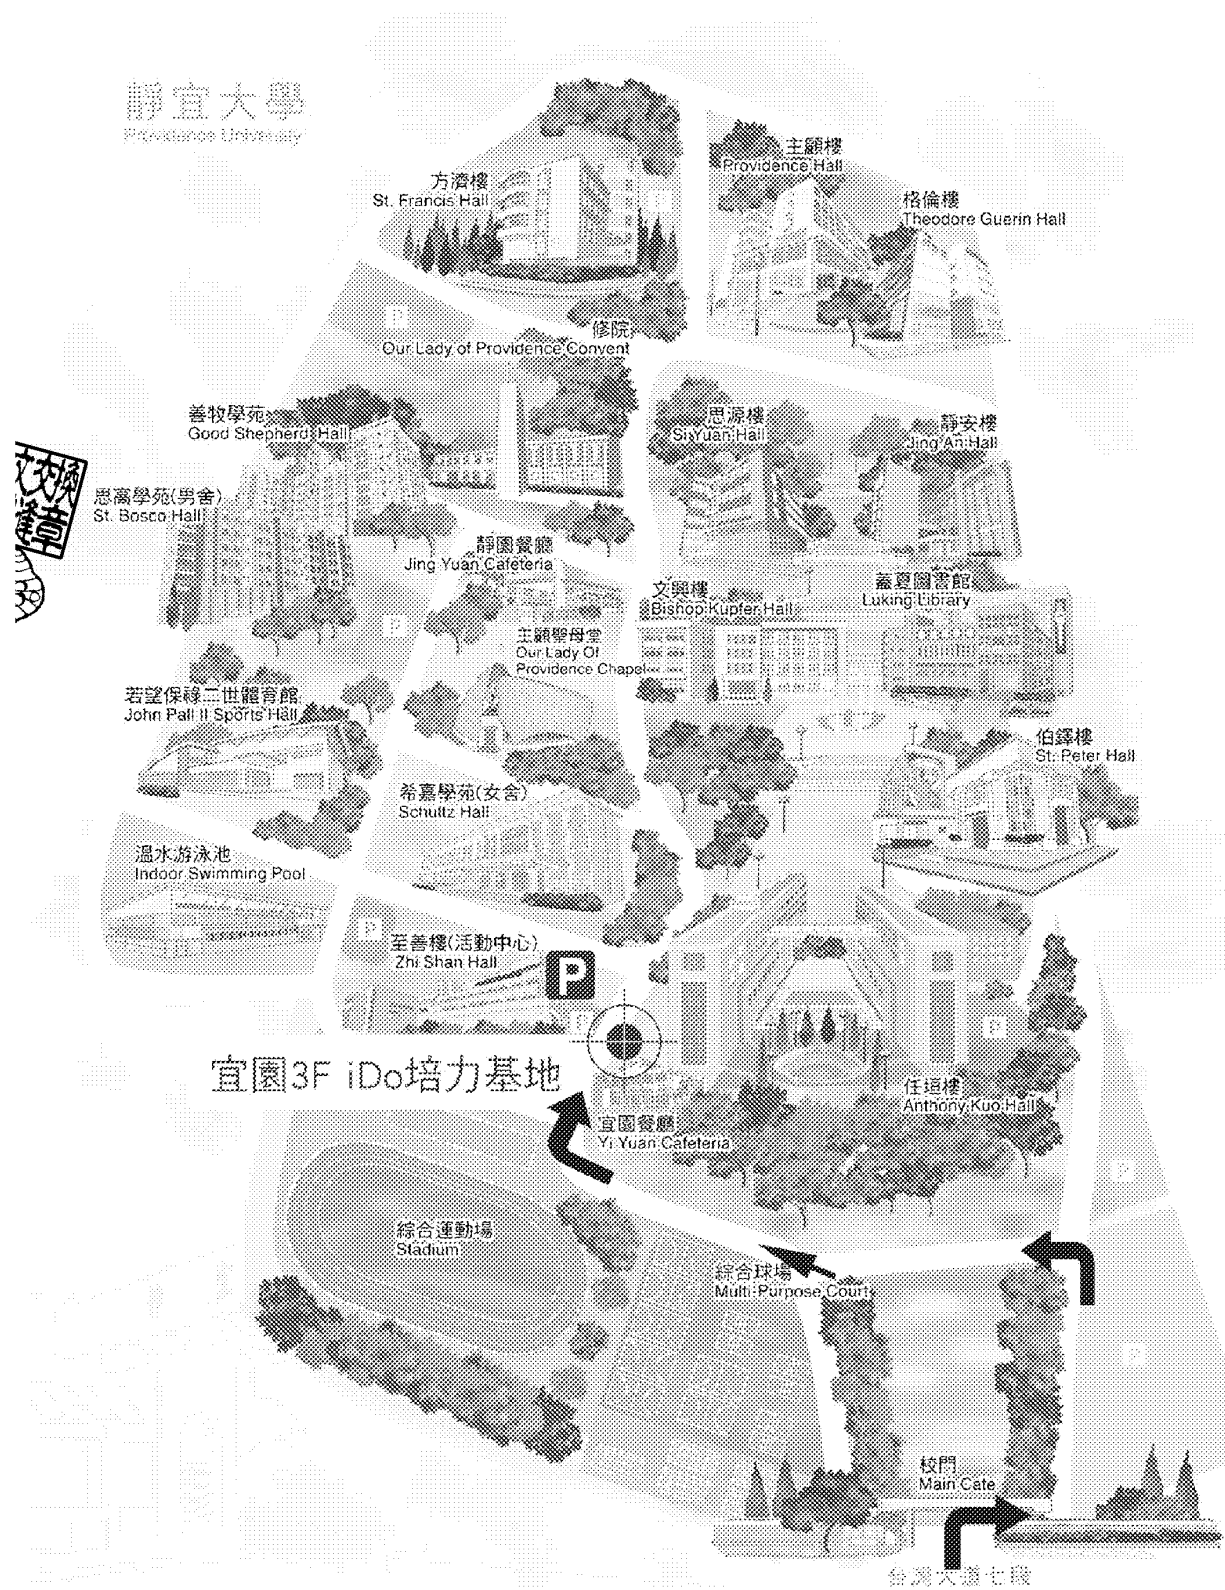 靜宜大學
Providence University
主顧樓
Providence Hall
方濟樓
St. Francis Hall
格倫樓
Theodore Guerin Hall
P
修院
Our Lady of Providence Convent
善牧學苑
Good Shepherd Hall
思源樓
Si Yuan Hall
靜安樓
Jing An Hall
交換
章
思高學苑(男舍)
St. Bosco Hall
靜園餐廳
Jing Yuan Cafeteria
文興樓
Bishop Kupfer Hall
蓋夏圖書館
Luking Library
P
主顧聖母堂
Our Lady Of
Providence Chapel
若望保祿二世體育館
John Pall II Sports Hall
伯鐸樓
St. Peter Hall
希嘉學苑(女舍)
Schultz Hall
溫水游泳池
Indoor Swimming Pool
P
至善樓(活動中心)
Zhi Shan Hall
P
P
P
宜園3F iDo培力基地
任垣樓
Anthony Kuo Hall
宜園餐廳
Yi Yuan Cafeteria
P
綜合運動場
Stadium
綜合球場
Multi-Purpose Court
P
校門
Main Gate
台灣大道七段